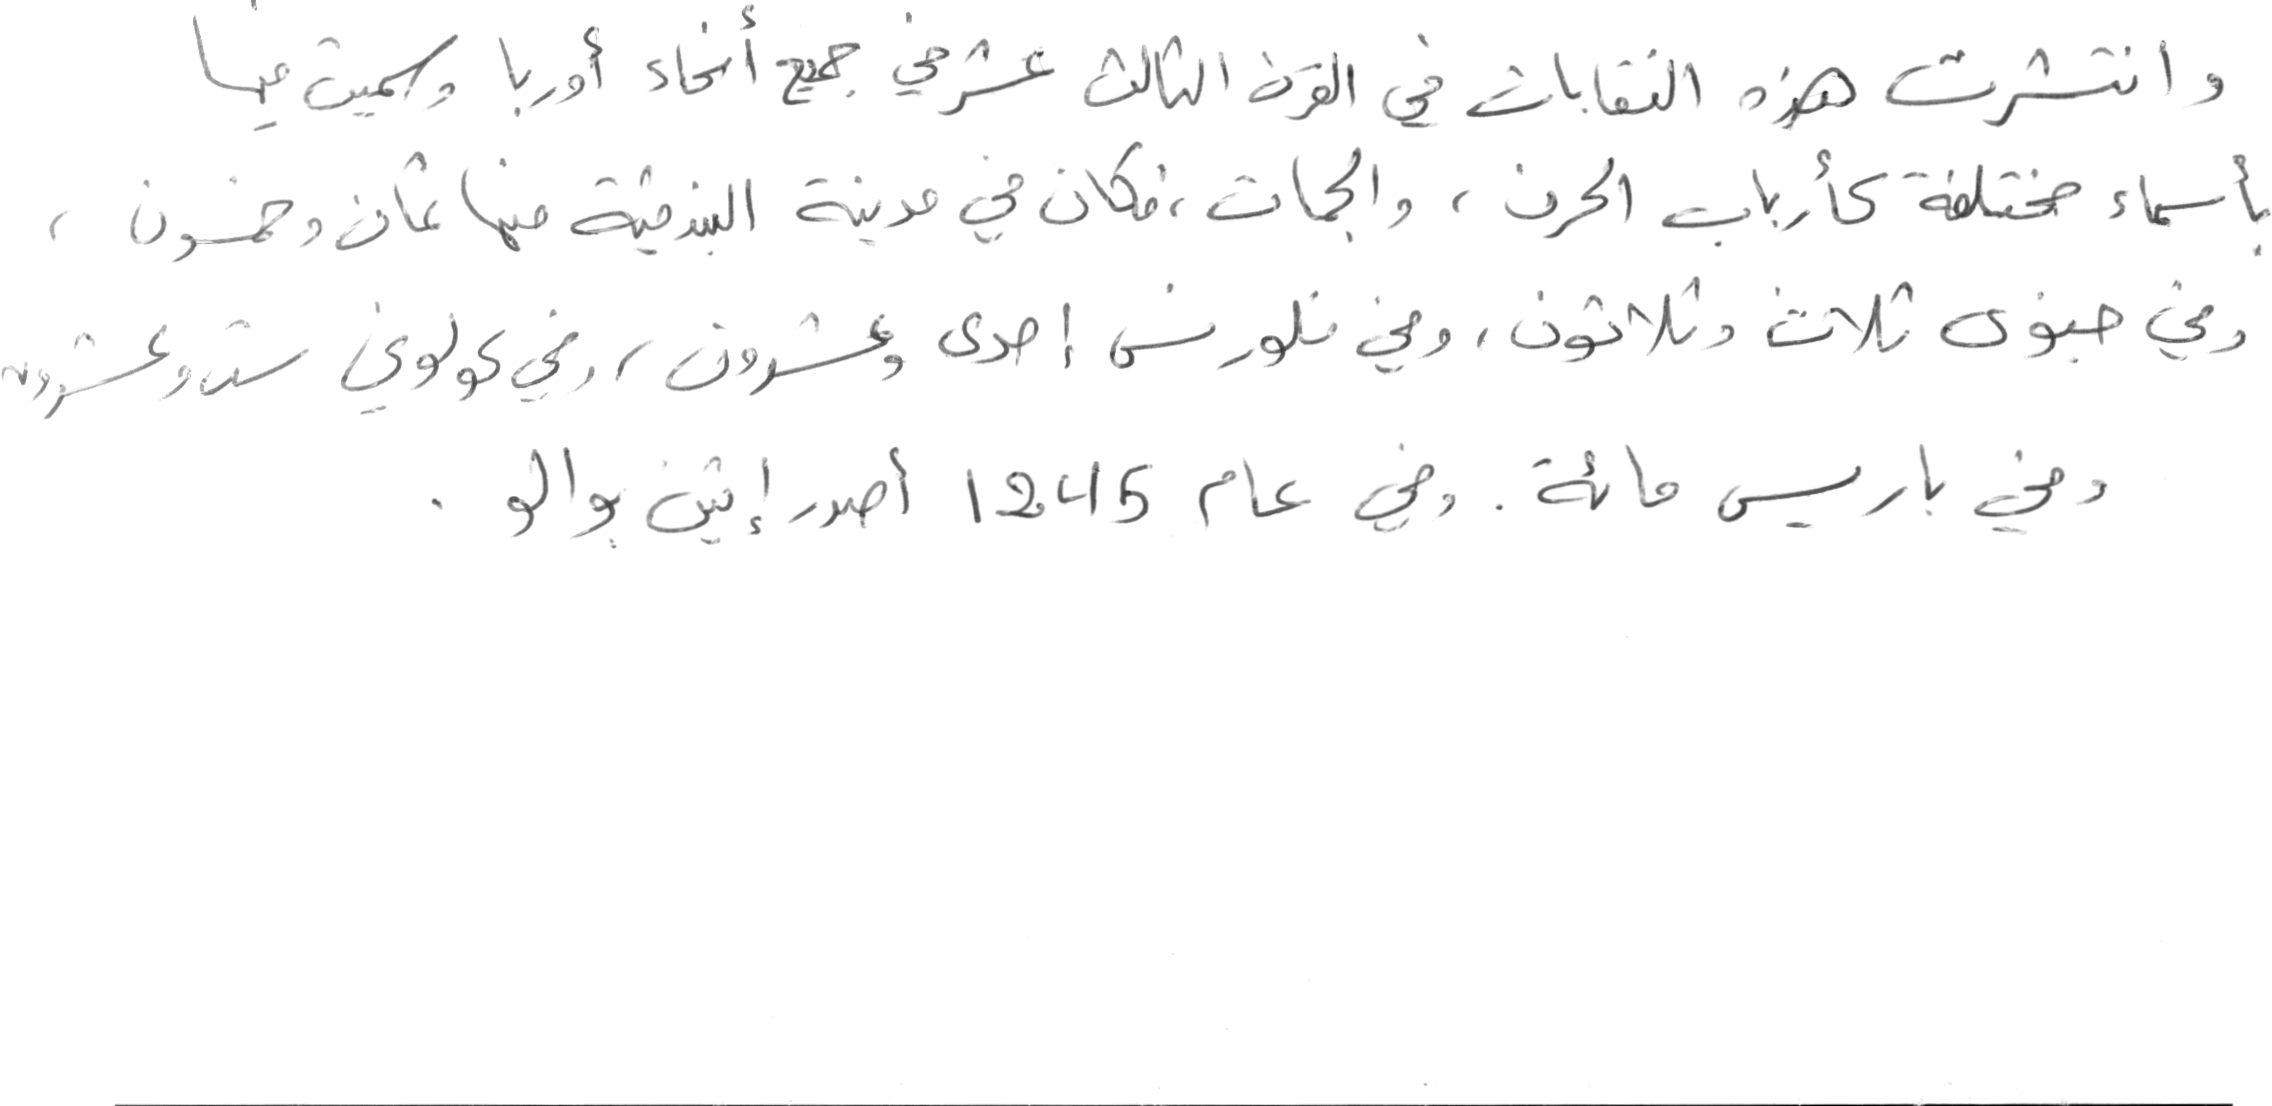 وانتشرت هذه النقابات في القرن الثالث عشر في جميع أنحاء أوربا وسميت فيها
بأسماء مختلفة كأرباب الحرف ، والجمات ، فكان في مدينة البندقية منها ثمان وخمسون ،
وفي جنوى ثلاث وثلاثون ، وفي فلورنس إحدى وعشرون ، وفي كولوني ست وعشرون
وفي باريس مائة . وفي عام 1245 أصدر إتين بوالو .